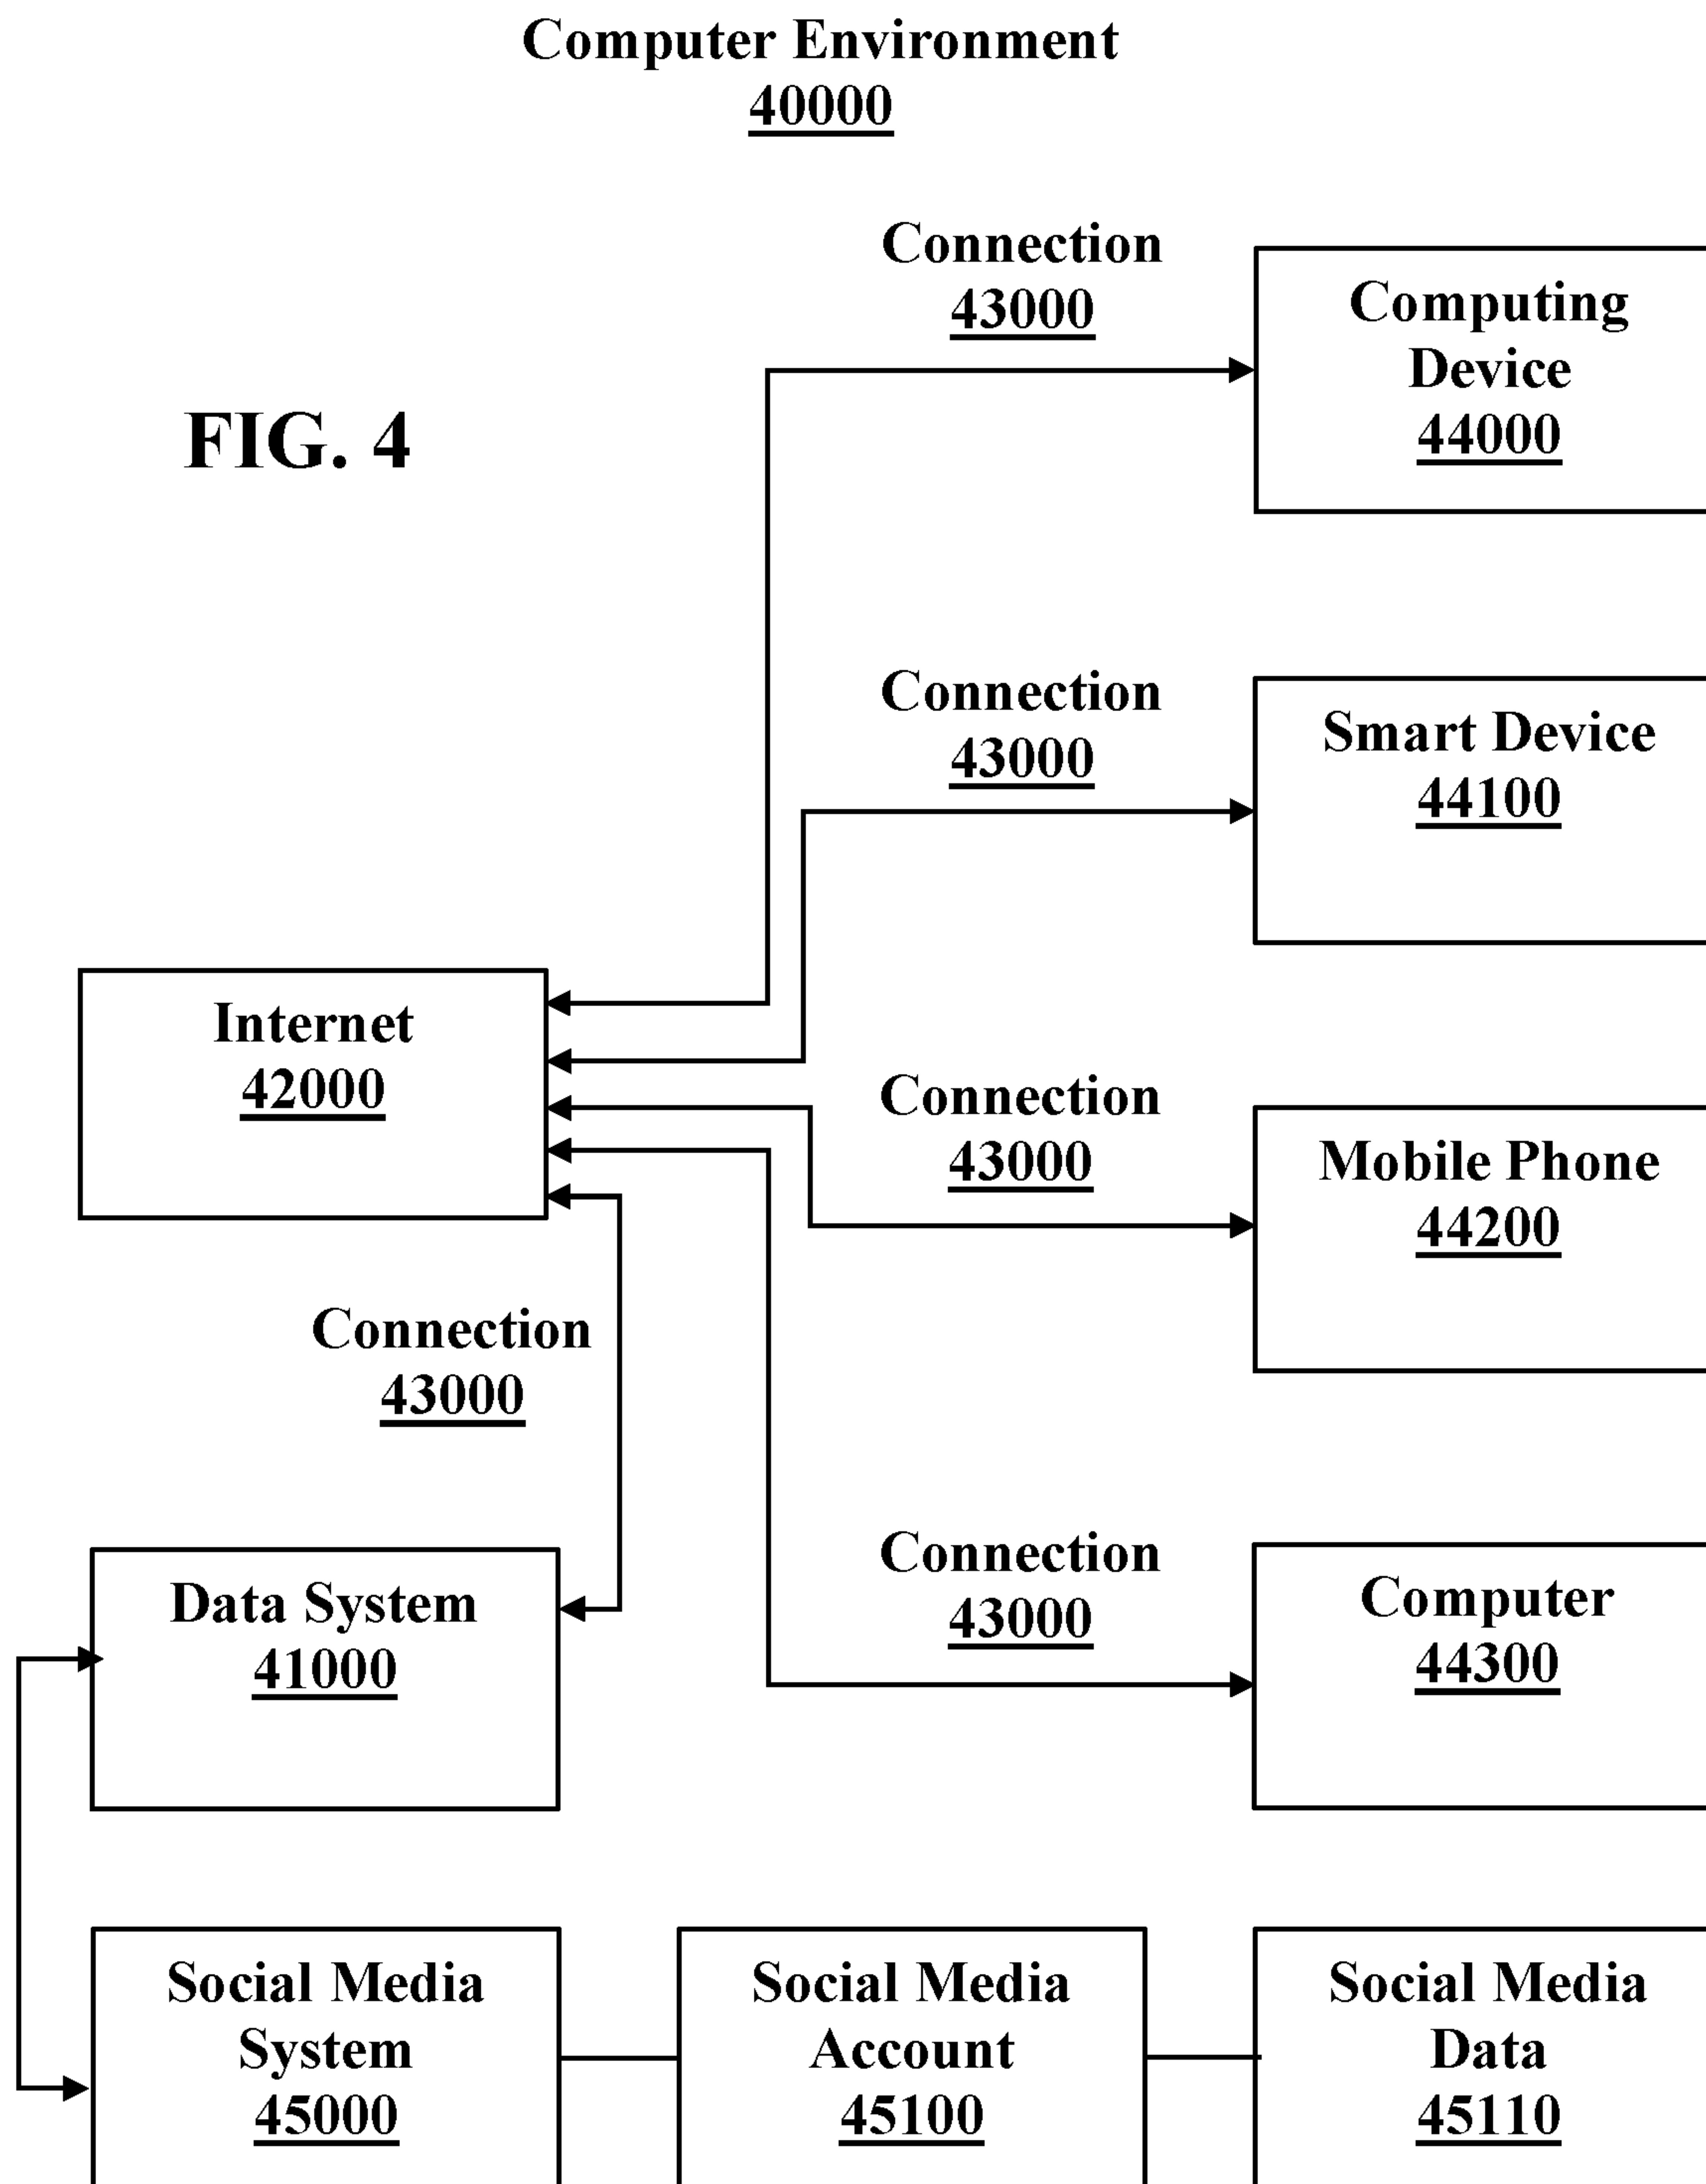 Computer Environment
40000
Connection
43000
Computing
Device
44000
FIG. 4
Connection
43000
Smart Device
44100
Internet
42000
Connection
43000
Mobile Phone
44200
Connection
43000
Data System
41000
Connection
43000
Computer
44300
Social Media
System
45000
Social Media
Account
45100
Social Media
Data
45110